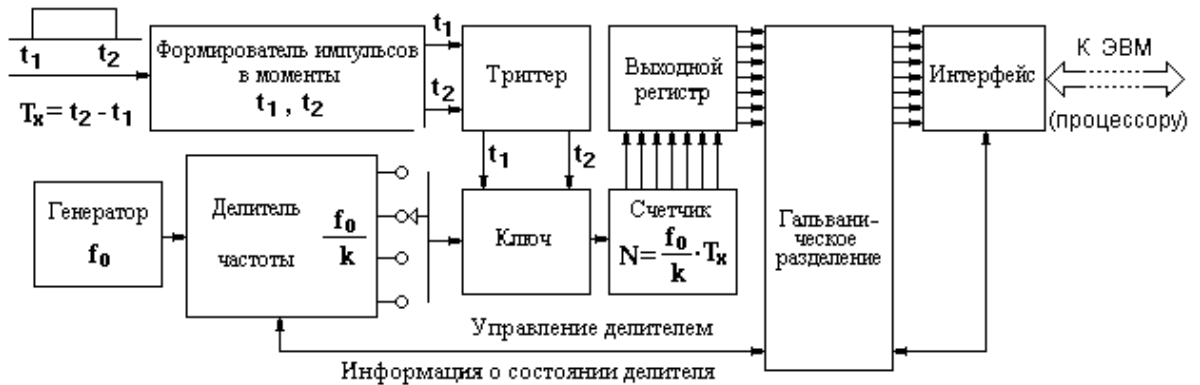 t₁ t₂
Tₓ = t₂ - t₁
Формирователь импульсов
в моменты
t₁ , t₂
t₁
t₂
Триггер
Выходной
регистр
Интерфейс
К ЭВМ
(процессору)
t₁ t₂
Генератор
f₀
Делитель
частоты
f₀
k
Ключ
Счетчик
N = f₀/k · Tₓ
Гальвани-
ческое
разделение
Управление делителем
Информация о состоянии делителя